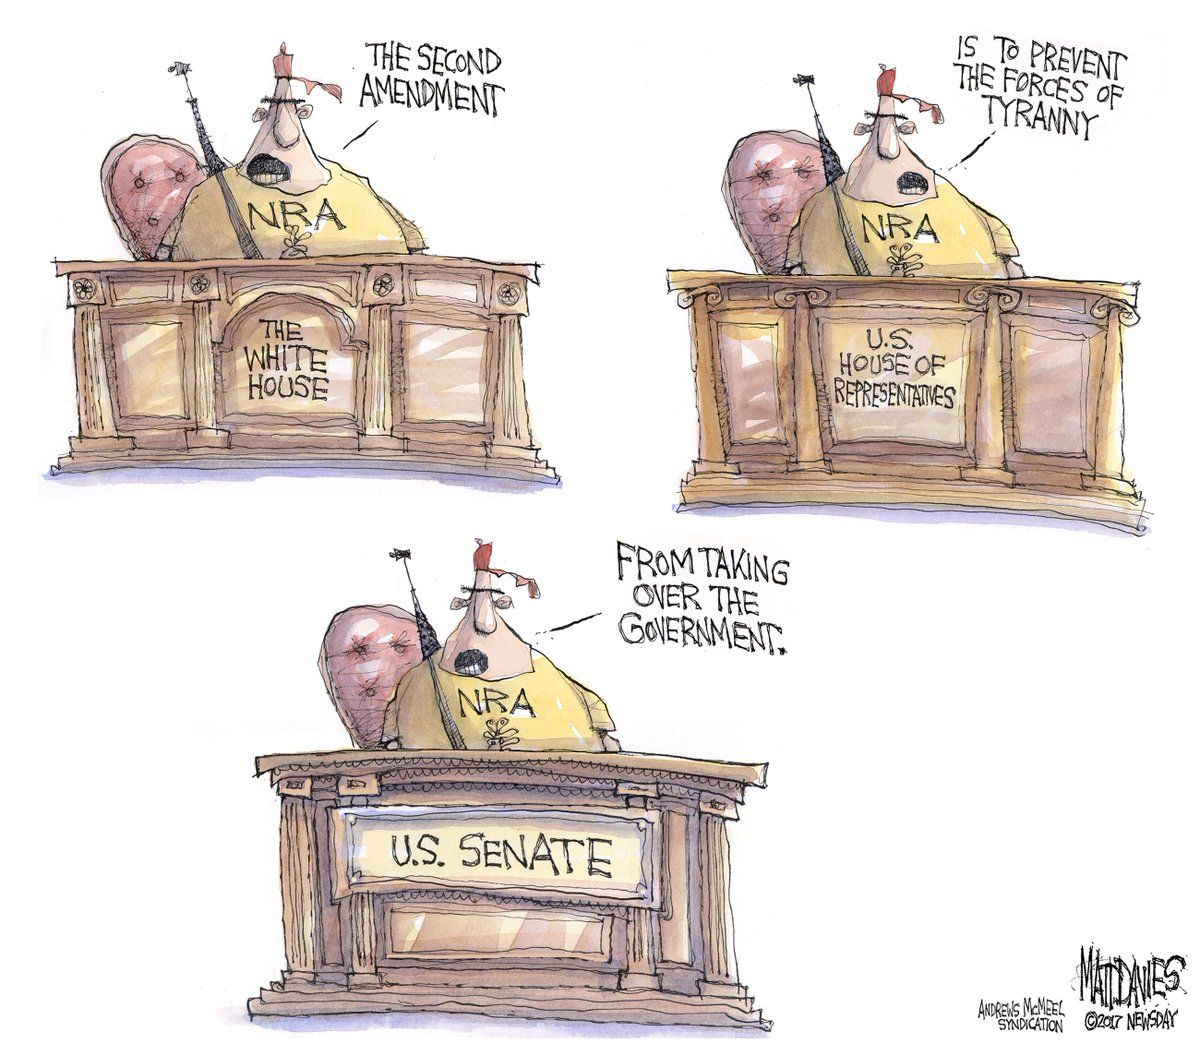 THE SECOND
AMENDMENT
NRA
THE
WHITE
HOUSE
IS TO PREVENT
THE FORCES OF
TYRANNY
NRA
U.S.
HOUSE OF
REPRESENTATIVES
FROM TAKING
OVER THE
GOVERNMENT.
NRA
U.S. SENATE
MATT DAVIES
ANDREWS MCMEEL
SYNDICATION
©2017 NEWSDAY